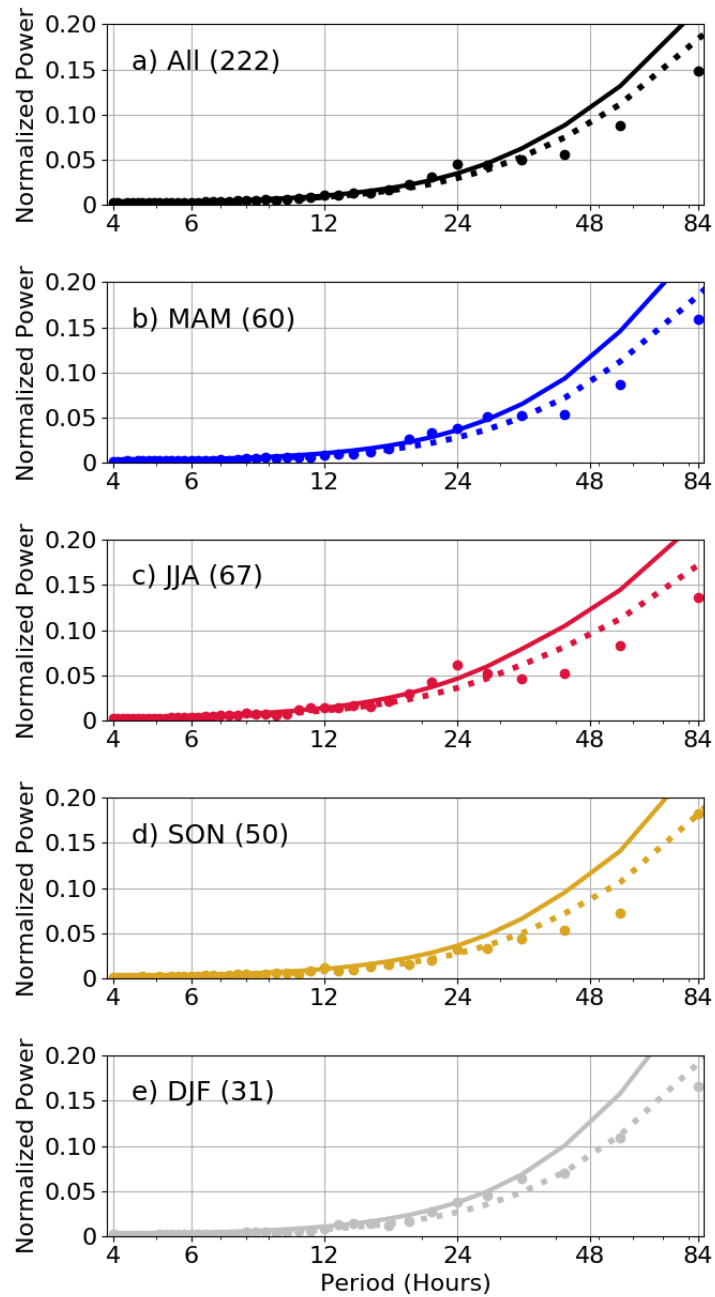 Normalized Power
0.20
0.15
0.10
0.05
0
a) All (222)
4 6 12 24 48 84
Normalized Power
0.20
0.15
0.10
0.05
0
b) MAM (60)
4 6 12 24 48 84
Normalized Power
0.20
0.15
0.10
0.05
0
c) JJA (67)
4 6 12 24 48 84
Normalized Power
0.20
0.15
0.10
0.05
0
d) SON (50)
4 6 12 24 48 84
Normalized Power
0.20
0.15
0.10
0.05
0
e) DJF (31)
4 6 12 24 48 84
Period (Hours)